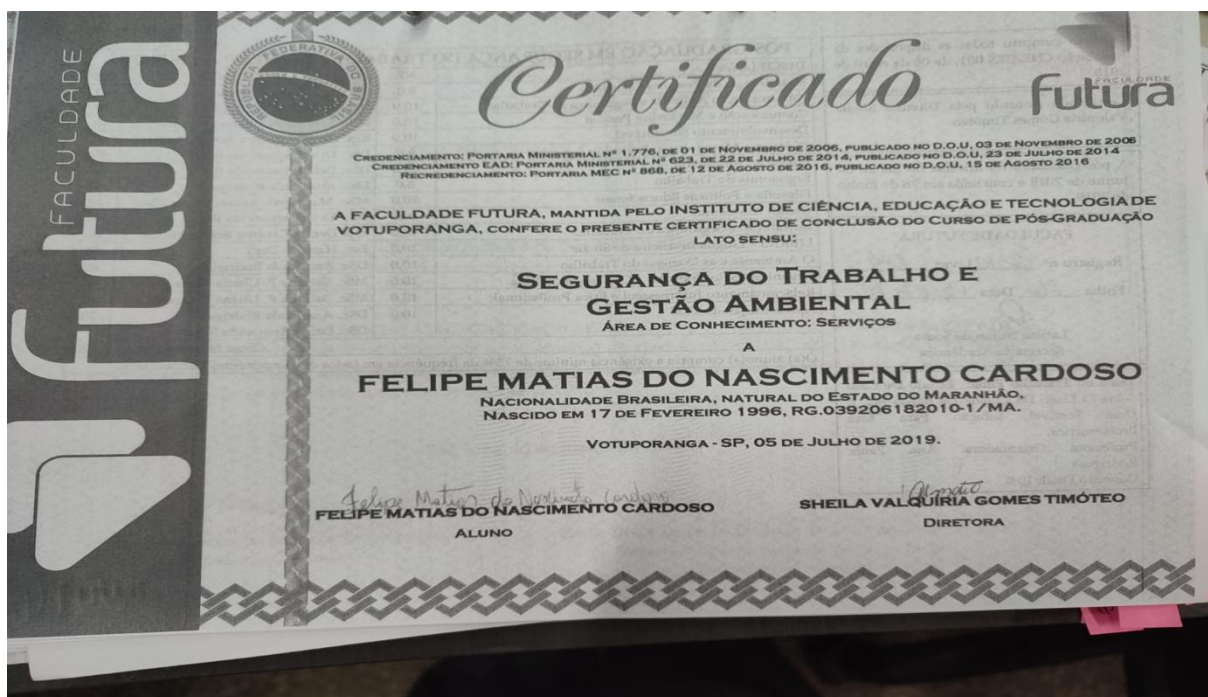 FACULDADE
futura
REPÚBLICA FEDERATIVA DO BRASIL
Certificado
FACULDADE
Futura
CREDENCIAMENTO: PORTARIA MINISTERIAL Nº 1.776, DE 01 DE NOVEMBRO DE 2006, PUBLICADO NO D.O.U, 03 DE NOVEMBRO DE 2006
CREDENCIAMENTO EAD: PORTARIA MINISTERIAL Nº 623, DE 22 DE JULHO DE 2014, PUBLICADO NO D.O.U, 23 DE JULHO DE 2014
RECREDENCIAMENTO: PORTARIA MEC Nº 868, DE 12 DE AGOSTO DE 2016, PUBLICADO NO D.O.U, 15 DE AGOSTO 2016
A FACULDADE FUTURA, MANTIDA PELO INSTITUTO DE CIÊNCIA, EDUCAÇÃO E TECNOLOGIA DE
VOTUPORANGA, CONFERE O PRESENTE CERTIFICADO DE CONCLUSÃO DO CURSO DE PÓS-GRADUAÇÃO
LATO SENSU:
SEGURANÇA DO TRABALHO E
GESTÃO AMBIENTAL
ÁREA DE CONHECIMENTO: SERVIÇOS
A
FELIPE MATIAS DO NASCIMENTO CARDOSO
NACIONALIDADE BRASILEIRA, NATURAL DO ESTADO DO MARANHÃO,
NASCIDO EM 17 DE FEVEREIRO 1996, RG.039206182010-1/MA.
VOTUPORANGA - SP, 05 DE JULHO DE 2019.
Felipe Matias do Nascimento Cardoso
FELIPE MATIAS DO NASCIMENTO CARDOSO
ALUNO
SHEILA VALQUÍRIA GOMES TIMÓTEO
DIRETORA